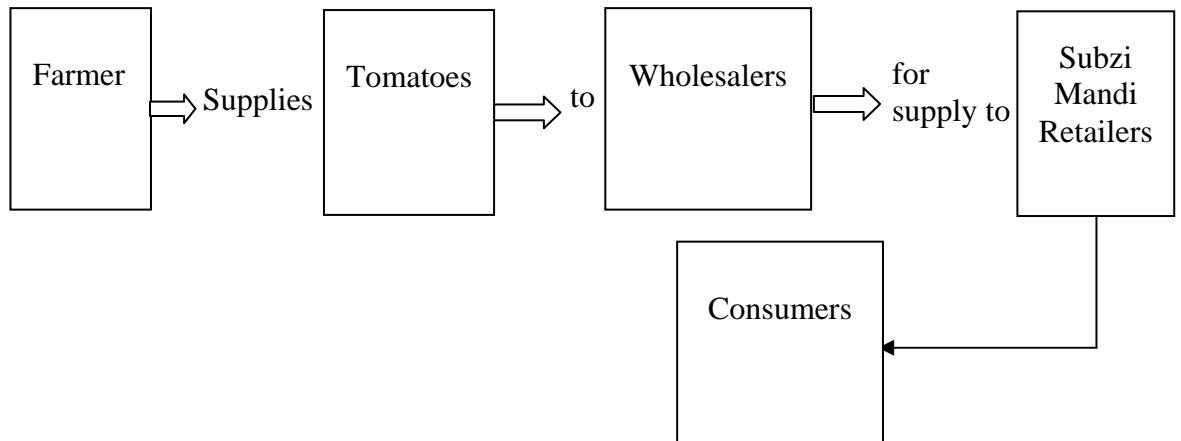 Farmer
Supplies
Tomatoes
to
Wholesalers
for
supply to
Subzi
Mandi
Retailers
Consumers